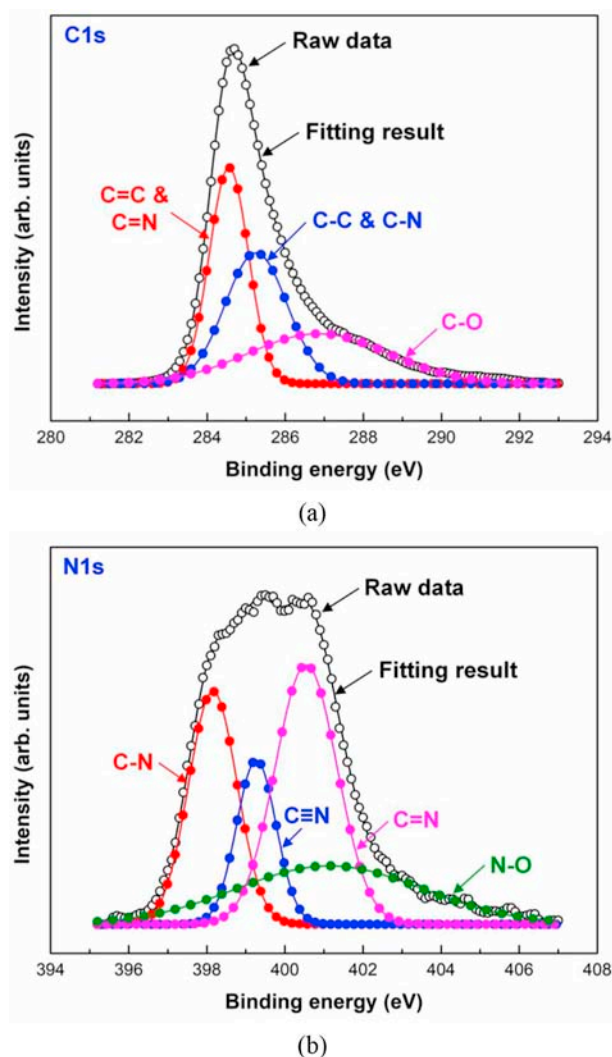 C1s
Raw data
Fitting result
C=C &
C=N
C-C & C-N
C-O
Intensity (arb. units)
280 282 284 286 288 290 292 294
Binding energy (eV)
(a)
N1s
Raw data
Fitting result
C-N
C≡N
C=N
N-O
Intensity (arb. units)
394 396 398 400 402 404 406 408
Binding energy (eV)
(b)